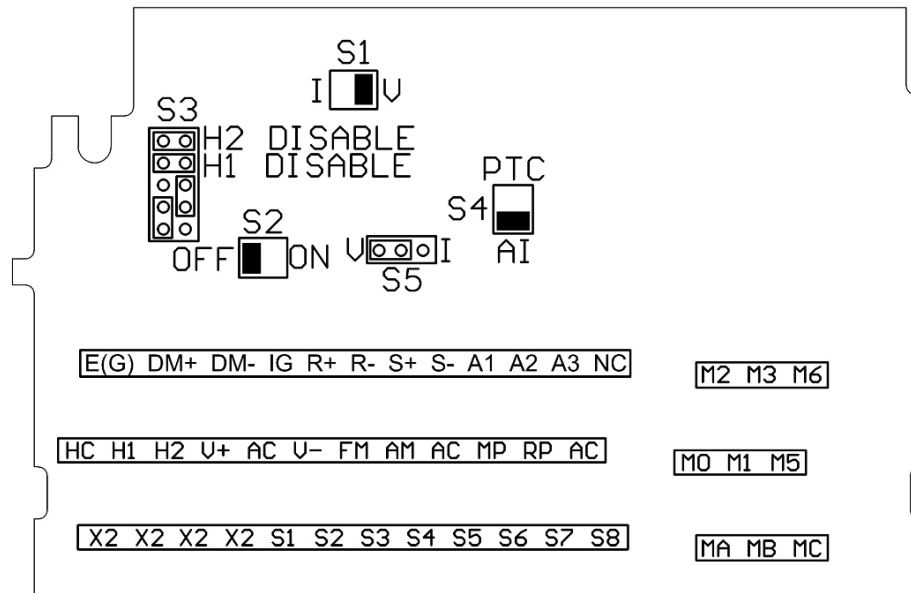 S1
I V
S3
H2 DISABLE
H1 DISABLE
PTC
S4
AI
S2
OFF ON
V I
S5
E(G) DM+ DM- IG R+ R- S+ S- A1 A2 A3 NC
M2 M3 M6
HC H1 H2 V+ AC V- FM AM AC MP RP AC
M0 M1 M5
X2 X2 X2 X2 S1 S2 S3 S4 S5 S6 S7 S8
MA MB MC